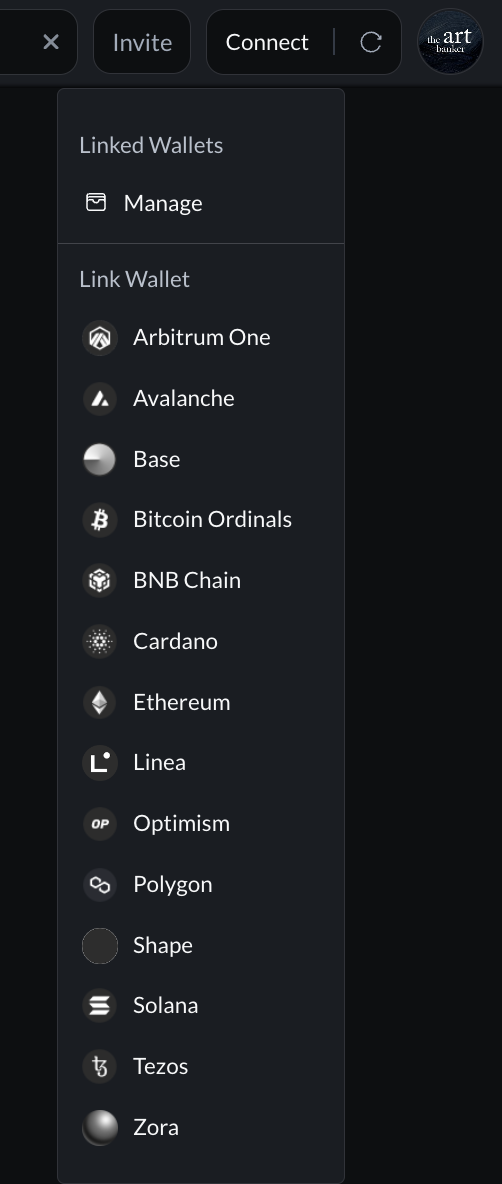 Invite
Connect
the art
banker
Linked Wallets
Manage
Link Wallet
Arbitrum One
Avalanche
Base
Bitcoin Ordinals
BNB Chain
Cardano
Ethereum
Linea
OP Optimism
Polygon
Shape
Solana
Tezos
Zora